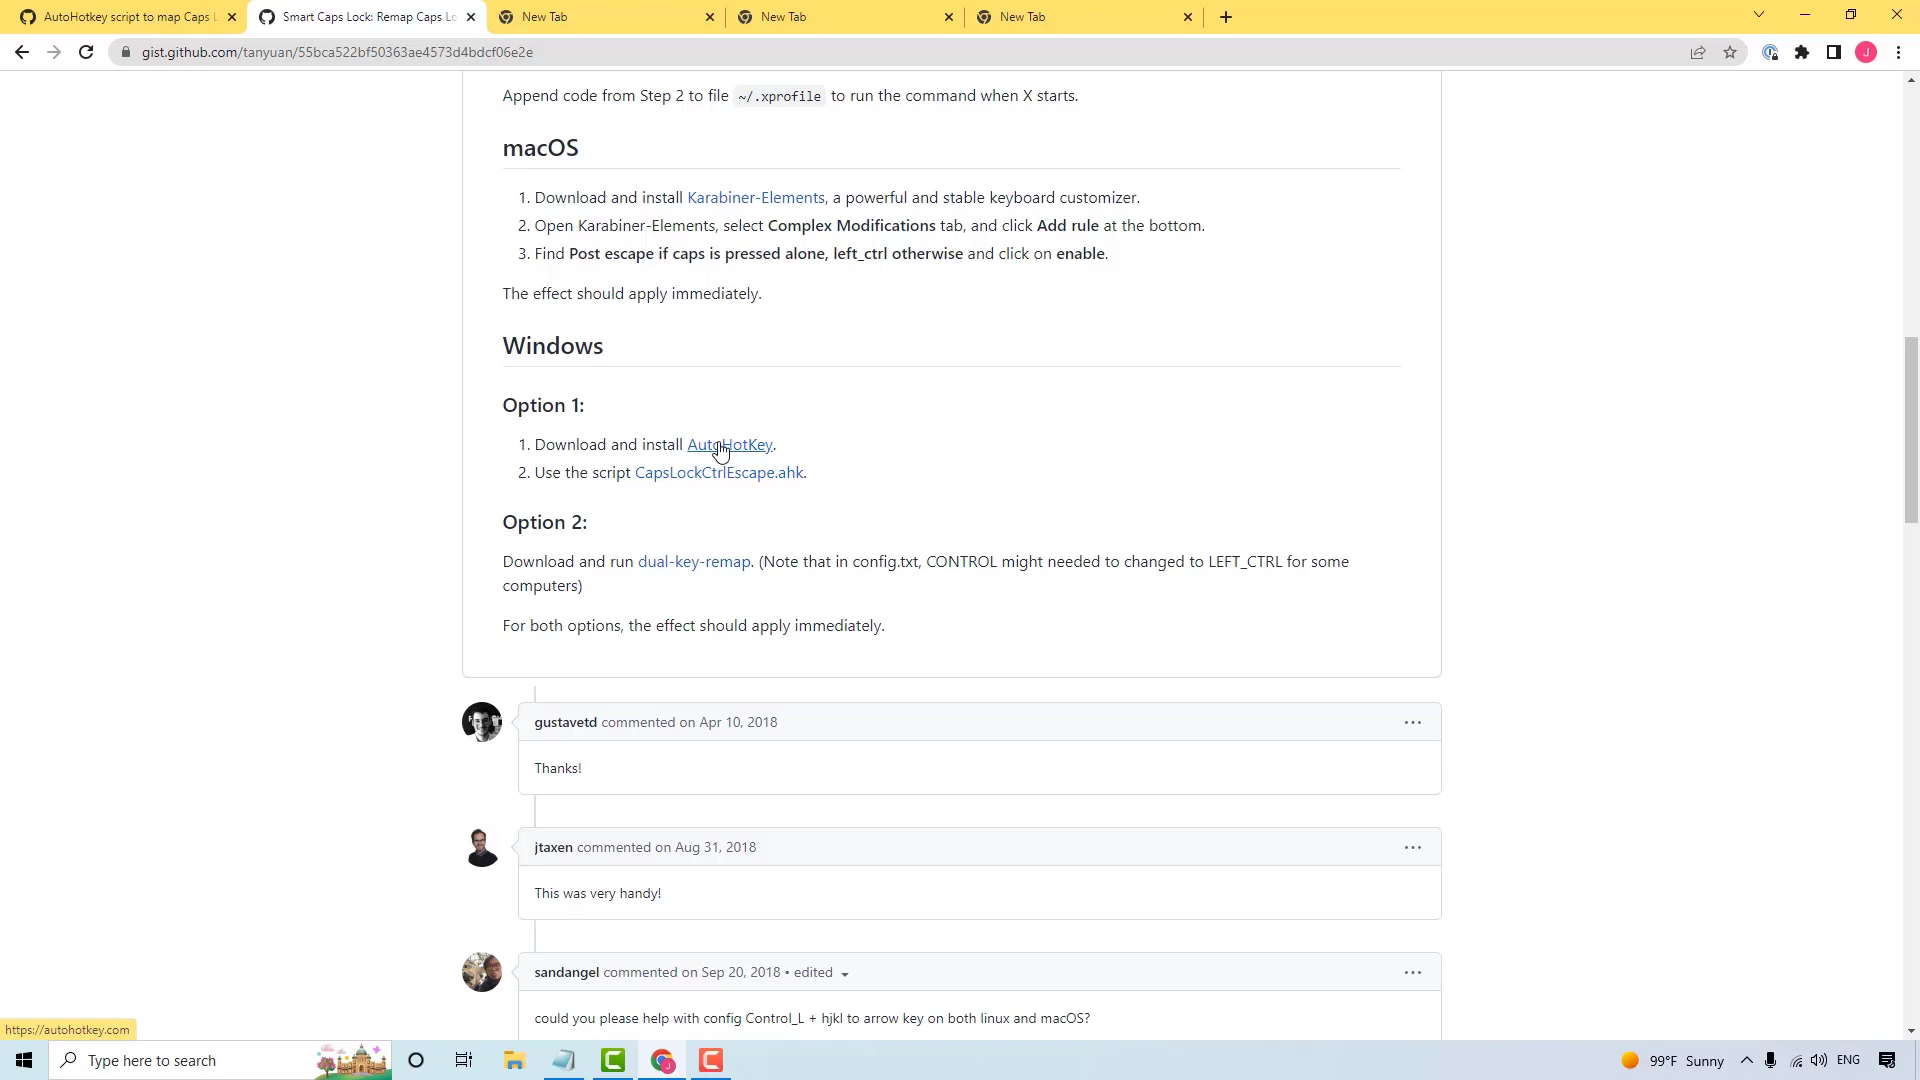 AutoHotkey script to map Caps L
Smart Caps Lock: Remap Caps Lo
New Tab
New Tab
New Tab
gist.github.com/tanyuan/55bca522bf50363ae4573d4bdcf06e2e
J
Append code from Step 2 to file ~/.xprofile to run the command when X starts.
macOS
1. Download and install Karabiner-Elements, a powerful and stable keyboard customizer.
2. Open Karabiner-Elements, select Complex Modifications tab, and click Add rule at the bottom.
3. Find Post escape if caps is pressed alone, left_ctrl otherwise and click on enable.
The effect should apply immediately.
Windows
Option 1:
1. Download and install AutoHotKey.
2. Use the script CapsLockCtrlEscape.ahk.
Option 2:
Download and run dual-key-remap. (Note that in config.txt, CONTROL might needed to changed to LEFT_CTRL for some
computers)
For both options, the effect should apply immediately.
gustavetd commented on Apr 10, 2018
Thanks!
jtaxen commented on Aug 31, 2018
This was very handy!
sandangel commented on Sep 20, 2018 • edited
could you please help with config Control_L + hjkl to arrow key on both linux and macOS?
https://autohotkey.com
Type here to search
99°F Sunny
ENG